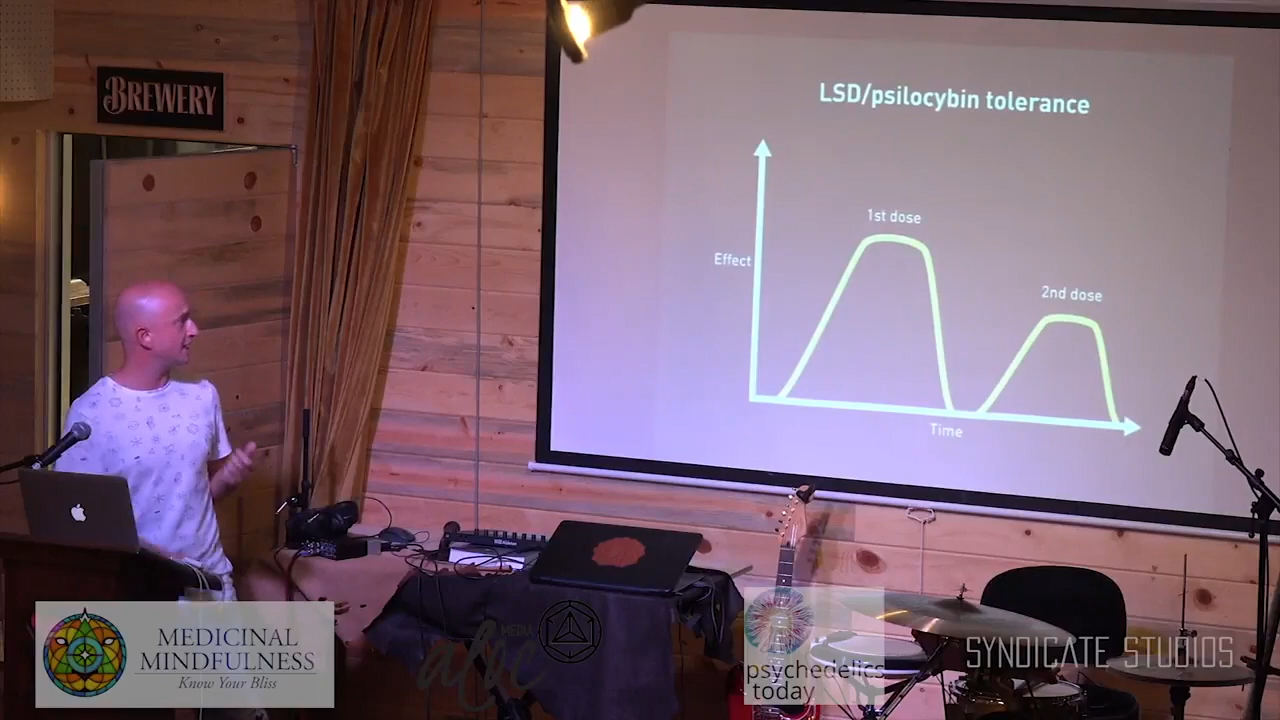 BREWERY
LSD/psilocybin tolerance
1st dose
Effect
2nd dose
Time
MEDICINAL
MINDFULNESS
Know Your Bliss
MEDIA
psychedelics
today
SYNDICATE STUDIOS